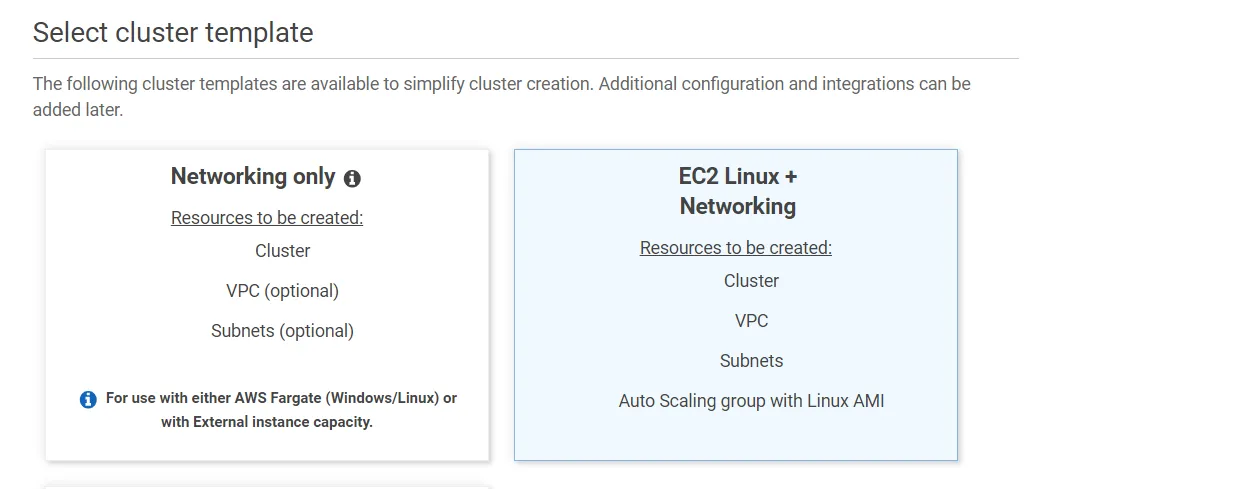 Select cluster template
The following cluster templates are available to simplify cluster creation. Additional configuration and integrations can be
added later.
Networking only
Resources to be created:
Cluster
VPC (optional)
Subnets (optional)
For use with either AWS Fargate (Windows/Linux) or
with External instance capacity.
EC2 Linux +
Networking
Resources to be created:
Cluster
VPC
Subnets
Auto Scaling group with Linux AMI